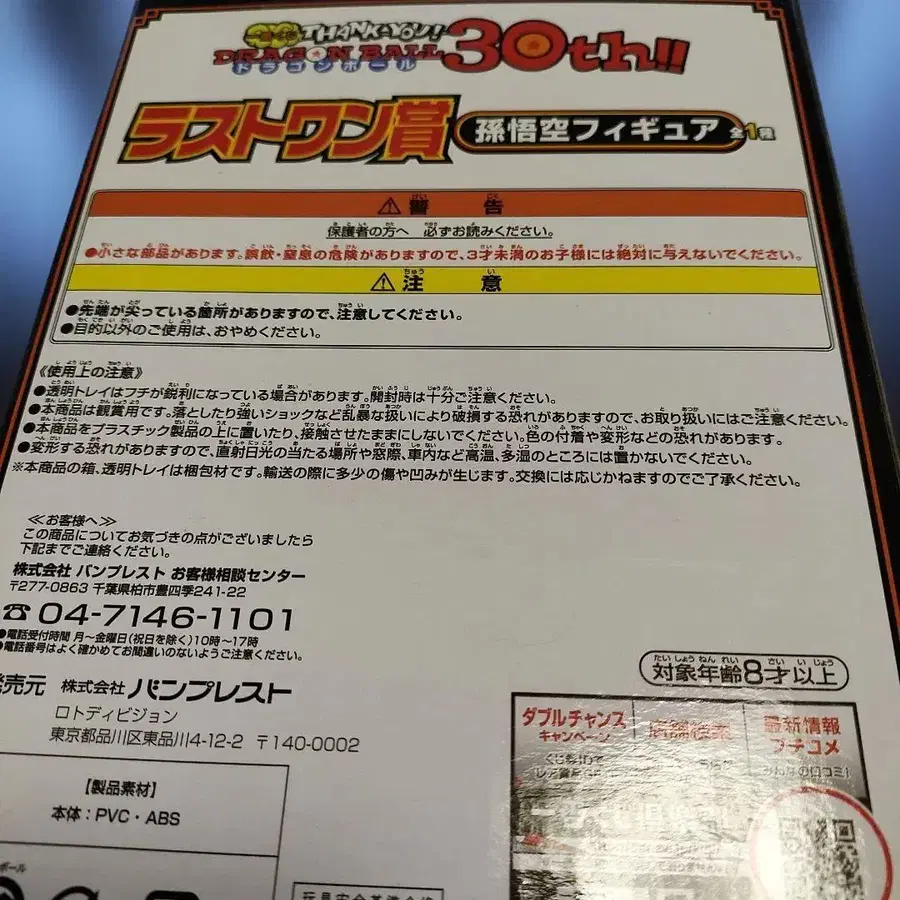 THANK-YOU!
DRAGON BALL 30th!!
ドラゴンボール
ラストワン賞 孫悟空フィギュア 全1種
警告
保護者の方へ 必ずお読みください。
●小さな部品があります。誤飲・窒息の危険がありますので、3才未満のお子様には絶対に与えないでください。
注意
●先端が尖っている箇所がありますので、注意してください。
●目的以外のご使用は、おやめください。
《使用上の注意》
●透明トレイはフチが鋭利になっている場合があります。開封時は十分ご注意ください。
●本商品は観賞用です。落としたり強いショックなど乱暴な扱いにより破損する恐れがありますので、お取り扱いにはご注意ください。
●本商品をプラスチック製品の上に置いたり、接触させたままにしないでください。色の付着や変形などの恐れがあります。
●変形する恐れがありますので、直射日光の当たる場所や窓際、車内など高温、多湿のところには置かないでください。
※本商品の箱、透明トレイは梱包材です。輸送の際に多少の傷や凹みが生じます。交換には応じかねますのでご了承ください。
≪お客様へ≫
この商品についてお気づきの点がございましたら
下記までご連絡ください。
株式会社 バンプレスト お客様相談センター
〒277-0863 千葉県柏市豊四季241-22
☎04-7146-1101
●電話受付時間 月～金曜日(祝日を除く)10時～17時
●電話番号はよく確かめてお間違いのないようご注意ください。
対象年齢8才以上
発売元 株式会社 バンプレスト
ロトディビジョン
東京都品川区東品川4-12-2 〒140-0002
【製品素材】
本体:PVC・ABS
ダブルチャンス
キャンペーン
店舗検索
最新情報
プチコメ
みんなの口コミ!